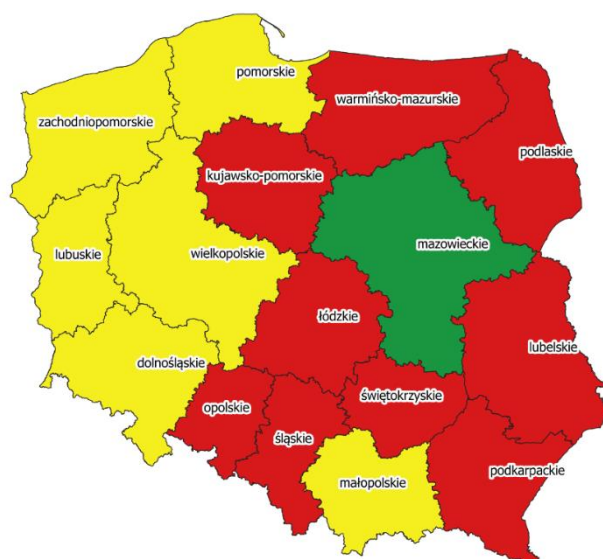 pomorskie
warmińsko-mazurskie
zachodniopomorskie
podlaskie
kujawsko-pomorskie
mazowieckie
lubuskie
wielkopolskie
łódzkie
lubelskie
dolnośląskie
świętokrzyskie
opolskie
śląskie
podkarpackie
małopolskie